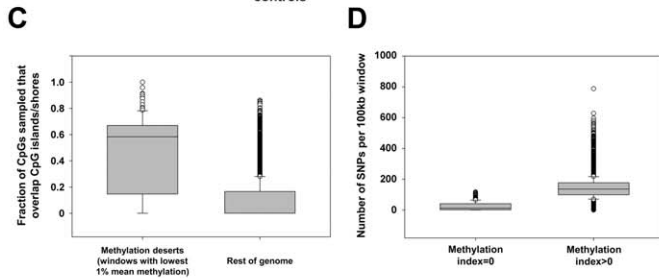 controls
C
Fraction of CpGs sampled that
overlap CpG islands/shores
1.0
0.8
0.6
0.4
0.2
0
Methylation deserts
(windows with lowest
1% mean methylation)
Rest of genome
D
Number of SNPs per 100kb window
1000
800
600
400
200
0
Methylation
index=0
Methylation
index>0